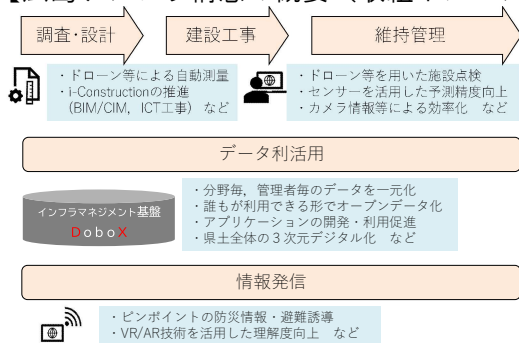 調査・設計
建設工事
維持管理
・ドローン等による自動測量
・i-Constructionの推進
（BIM/CIM，ICT工事） など
・ドローン等を用いた施設点検
・センサーを活用した予測精度向上
・カメラ情報等による効率化 など
データ利活用
インフラマネジメント基盤
DoboX
・分野毎，管理者毎のデータを一元化
・誰もが利用できる形でオープンデータ化
・アプリケーションの開発・利用促進
・県土全体の３次元デジタル化 など
情報発信
・ピンポイントの防災情報・避難誘導
・VR/AR技術を活用した理解度向上 など